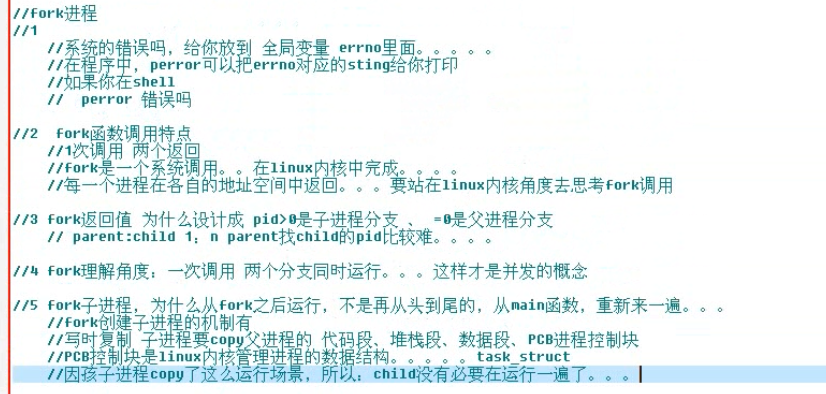 //fork进程
//1
//系统的错误吗，给你放到 全局变量 errno里面。。。。。
//在程序中，perror可以把errno对应的sting给你打印
//如果你在shell
// perror 错误吗
//2 fork函数调用特点
//1次调用 两个返回
//fork是一个系统调用。。在linux内核中完成。。。。
//每一个进程在各自的地址空间中返回。。。要站在linux内核角度去思考fork调用
//3 fork返回值 为什么设计成 pid>0是子进程分支 、 =0是父进程分支
// parent:child 1；n parent找child的pid比较难。。。。
//4 fork理解角度：一次调用 两个分支同时运行。。。这样才是并发的概念
//5 fork子进程，为什么从fork之后运行，不是再从头到尾的，从main函数，重新来一遍。。。
//fork创建子进程的机制有
//写时复制 子进程要copy父进程的 代码段、堆栈段、数据段、PCB进程控制块
//PCB控制块是linux内核管理进程的数据结构。。。。。task_struct
//因孩子进程copy了这么运行场景，所以：child没有必要在运行一遍了。。。